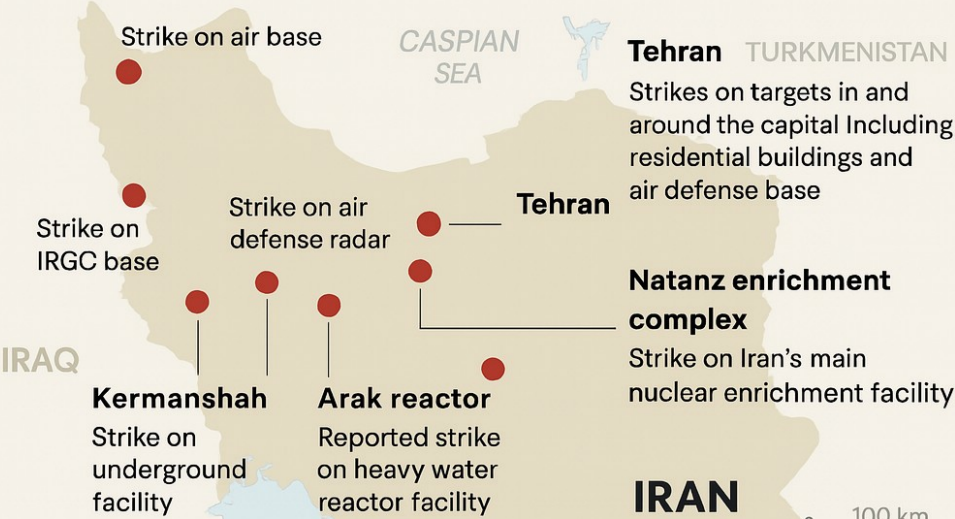 Strike on air base
CASPIAN
SEA
Tehran
TURKMENISTAN
Strikes on targets in and
around the capital Including
residential buildings and
air defense base
Strike on
IRGC base
Strike on air
defense radar
Tehran
Natanz enrichment
complex
Strike on Iran's main
nuclear enrichment facility
IRAQ
Kermanshah
Strike on
underground
facility
Arak reactor
Reported strike
on heavy water
reactor facility
IRAN
100 km